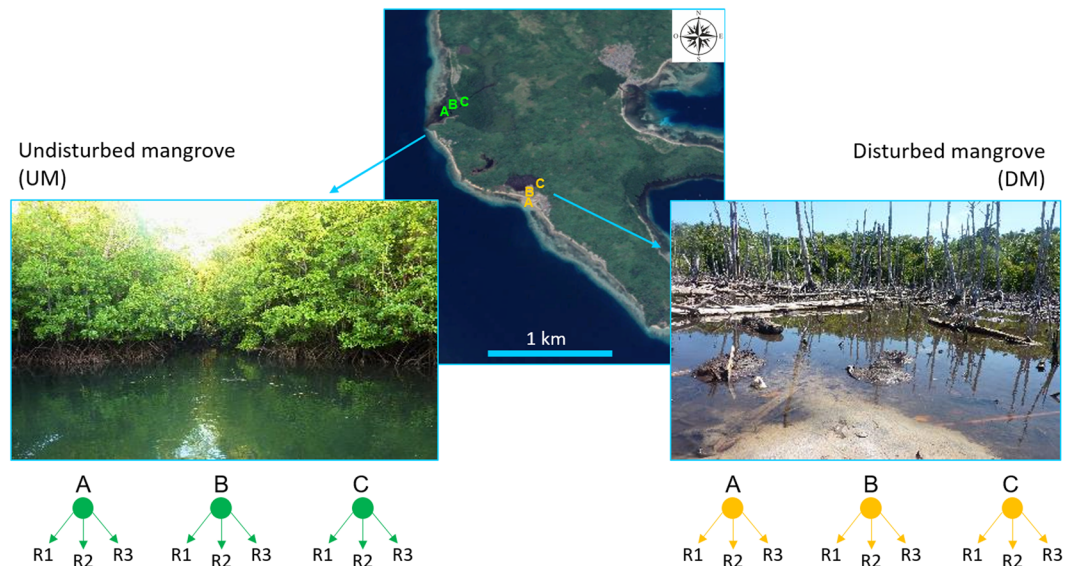 N
O
E
S
A
B
C
C
B
A
1 km
Undisturbed mangrove
(UM)
Disturbed mangrove
(DM)
A
B
C
R1
R2
R3
R1
R2
R3
R1
R2
R3
A
B
C
R1
R2
R3
R1
R2
R3
R1
R2
R3